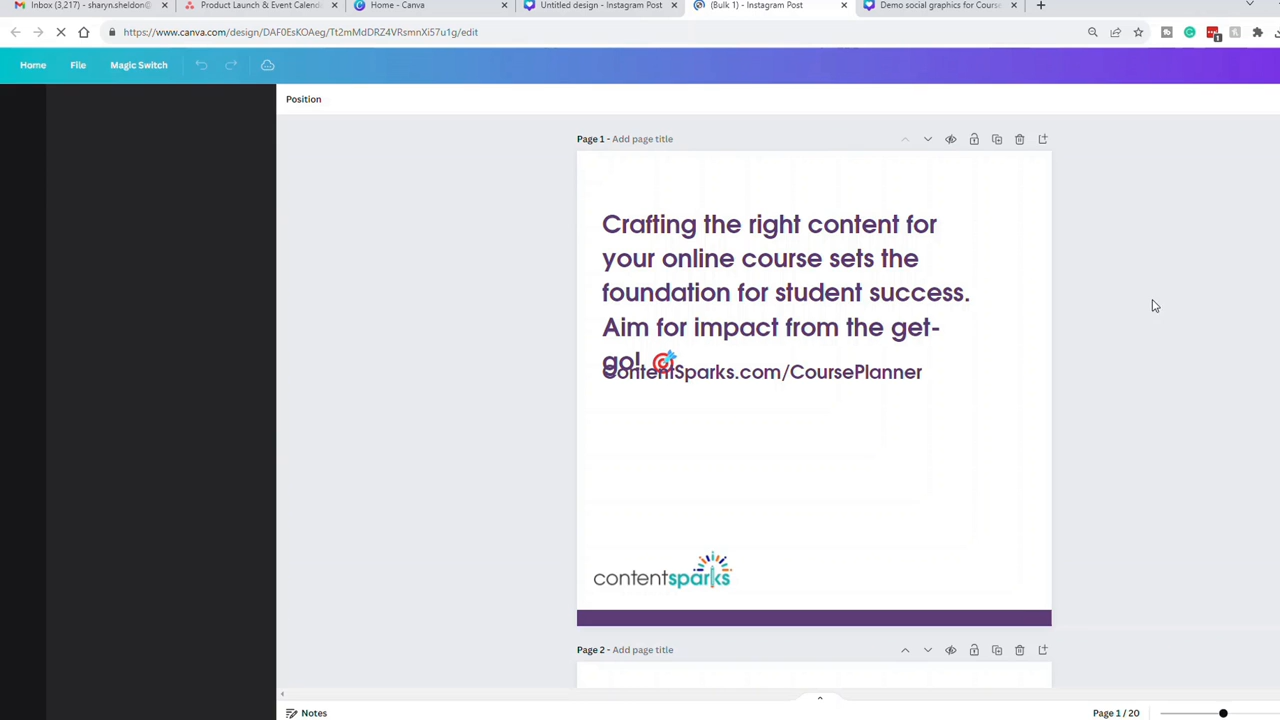 Inbox (3,217) - sharyn.sheldon@
Product Launch & Event Calenda
Home - Canva
Untitled design - Instagram Post
(Bulk 1) - Instagram Post
Demo social graphics for Course
https://www.canva.com/design/DAF0EsKOAeg/Tt2mMdDRZ4VRsmnXi57u1g/edit
Home
File
Magic Switch
Position
Page 1 - Add page title
Crafting the right content for
your online course sets the
foundation for student success.
Aim for impact from the get-
go!
ContentSparks.com/CoursePlanner
contentsparks
Page 2 - Add page title
Notes
Page 1 / 20